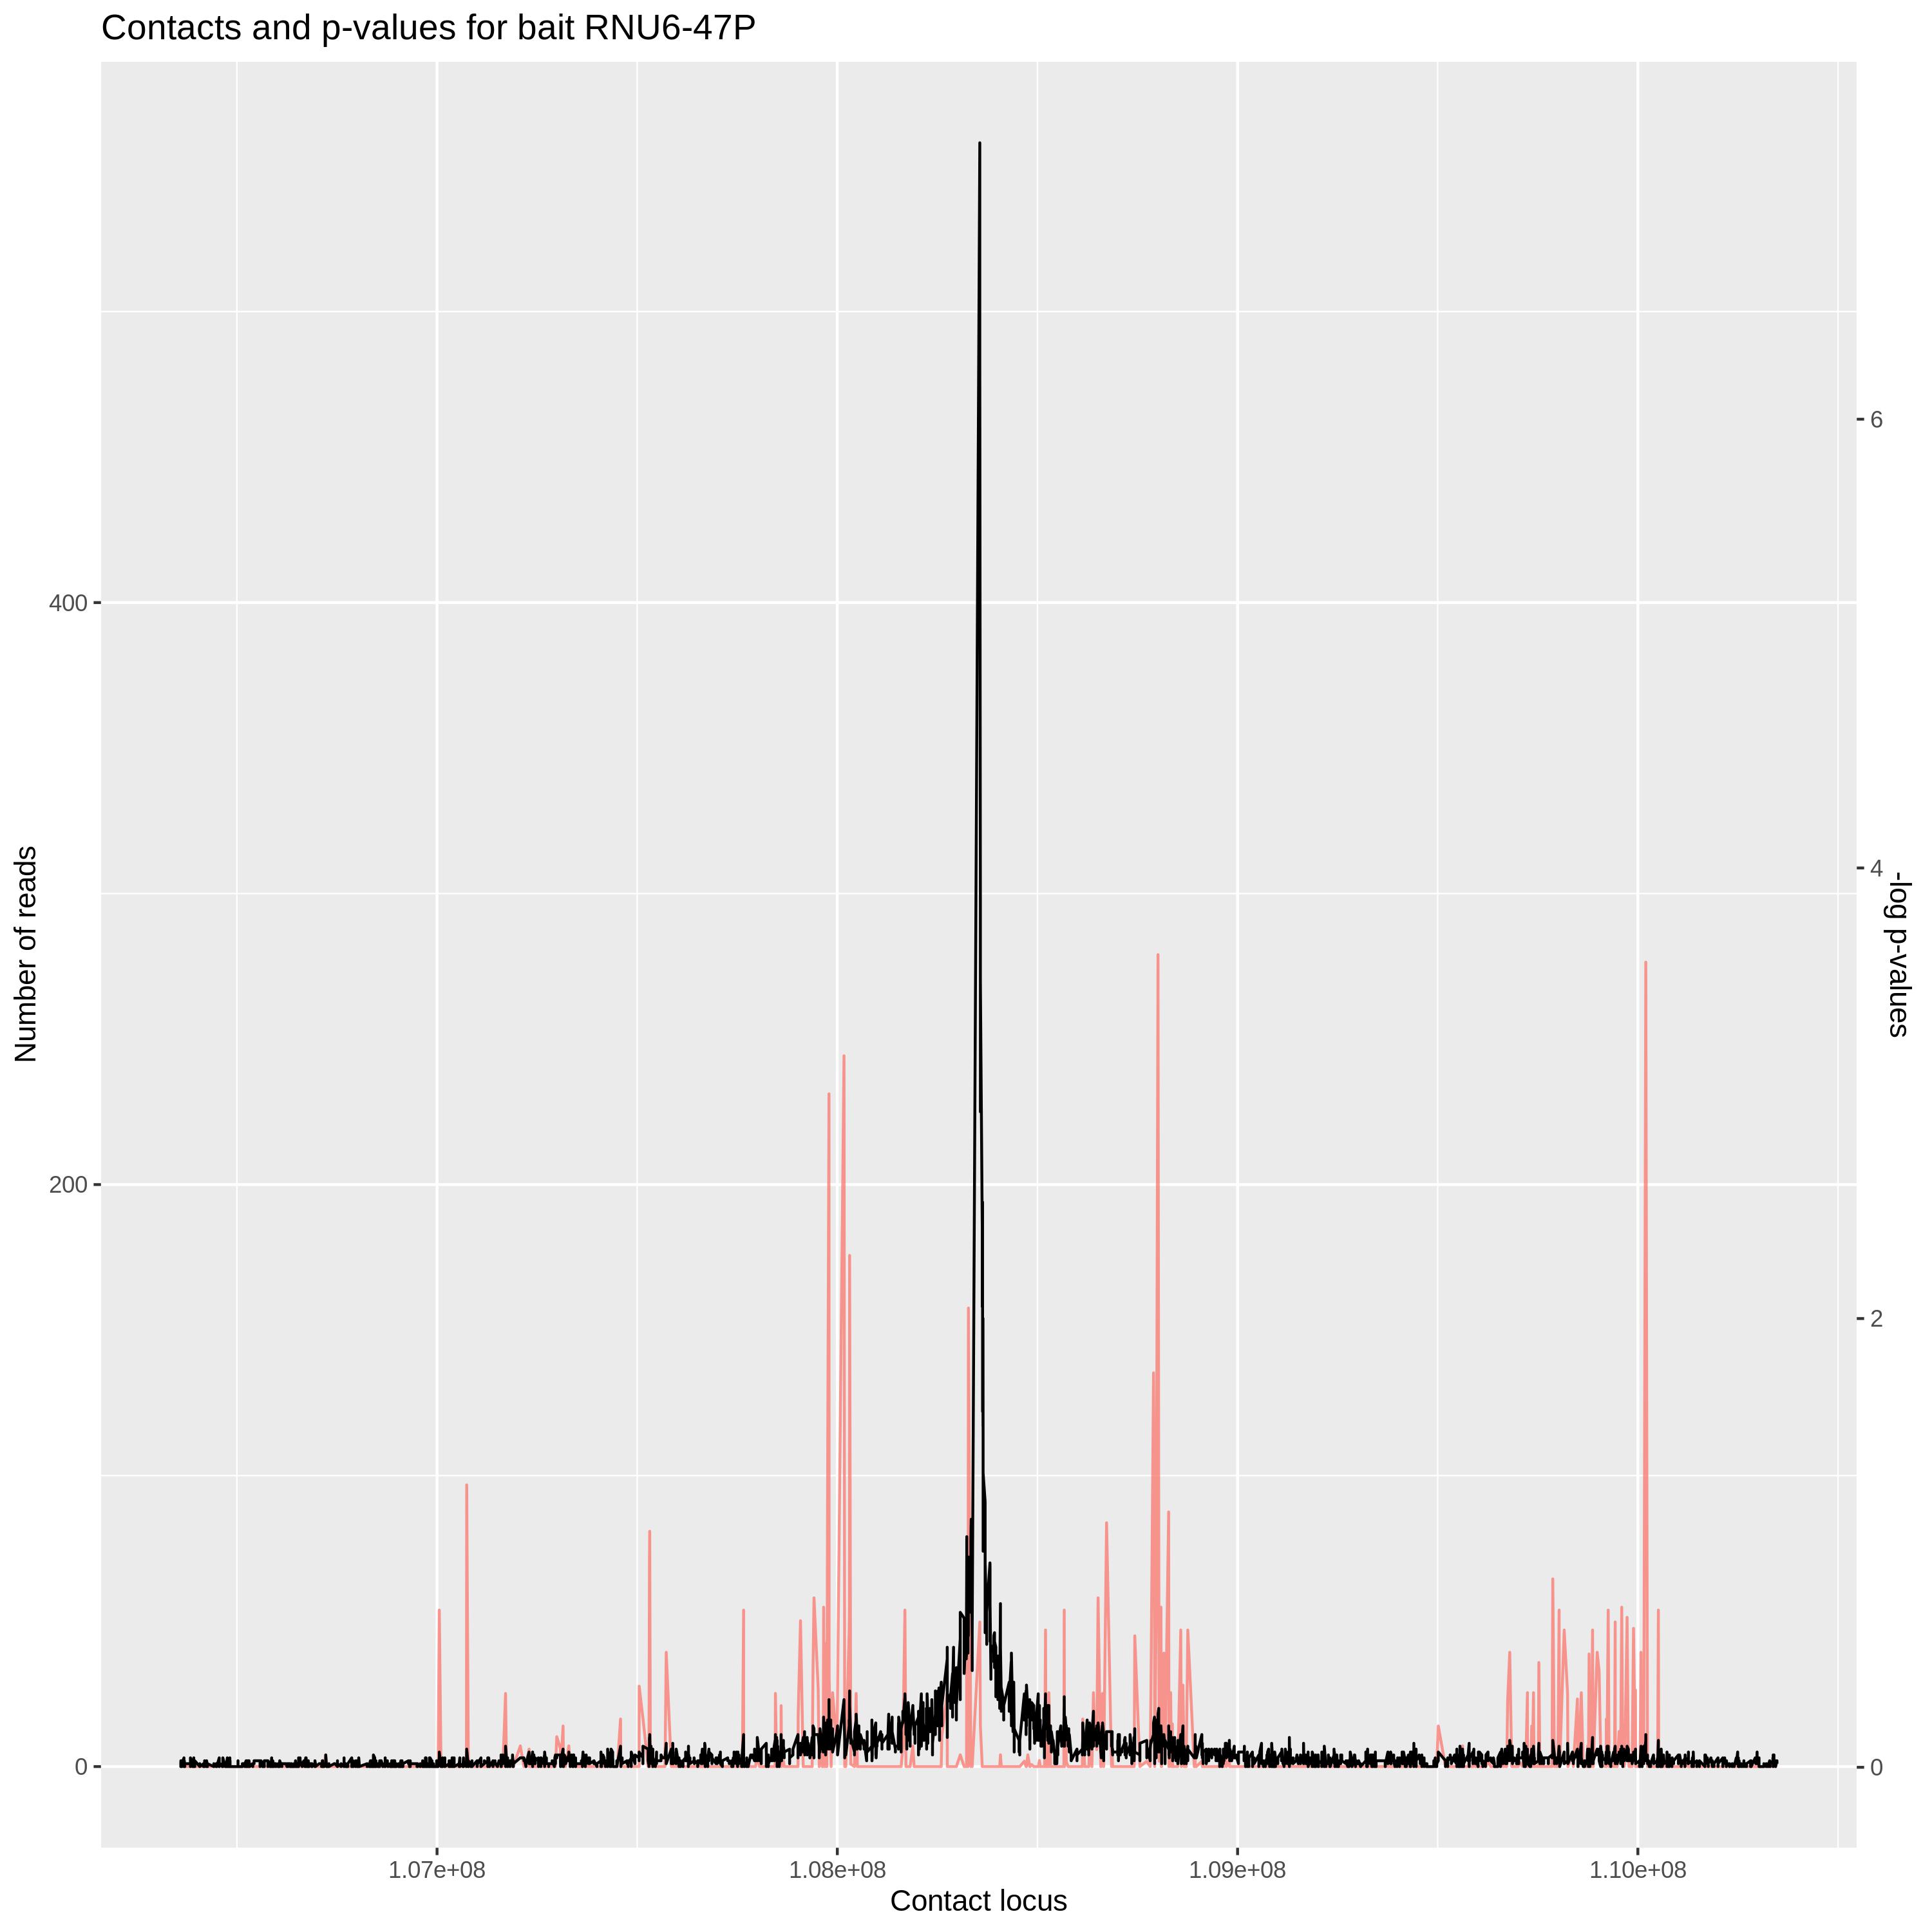 Contacts and p-values for bait RNU6-47P
Number of reads
400
200
0
6
4
2
0
-log p-values
1.07e+08
1.08e+08
1.09e+08
1.10e+08
Contact locus